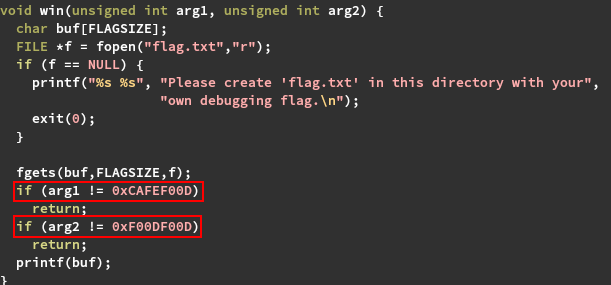 void win(unsigned int arg1, unsigned int arg2) {
  char buf[FLAGSIZE];
  FILE *f = fopen("flag.txt","r");
  if (f == NULL) {
    printf("%s %s", "Please create 'flag.txt' in this directory with your",
                    "own debugging flag.\n");
    exit(0);
  }

  fgets(buf,FLAGSIZE,f);
  if (arg1 != 0xCAFEF00D)
    return;
  if (arg2 != 0xF00DF00D)
    return;
  printf(buf);
}